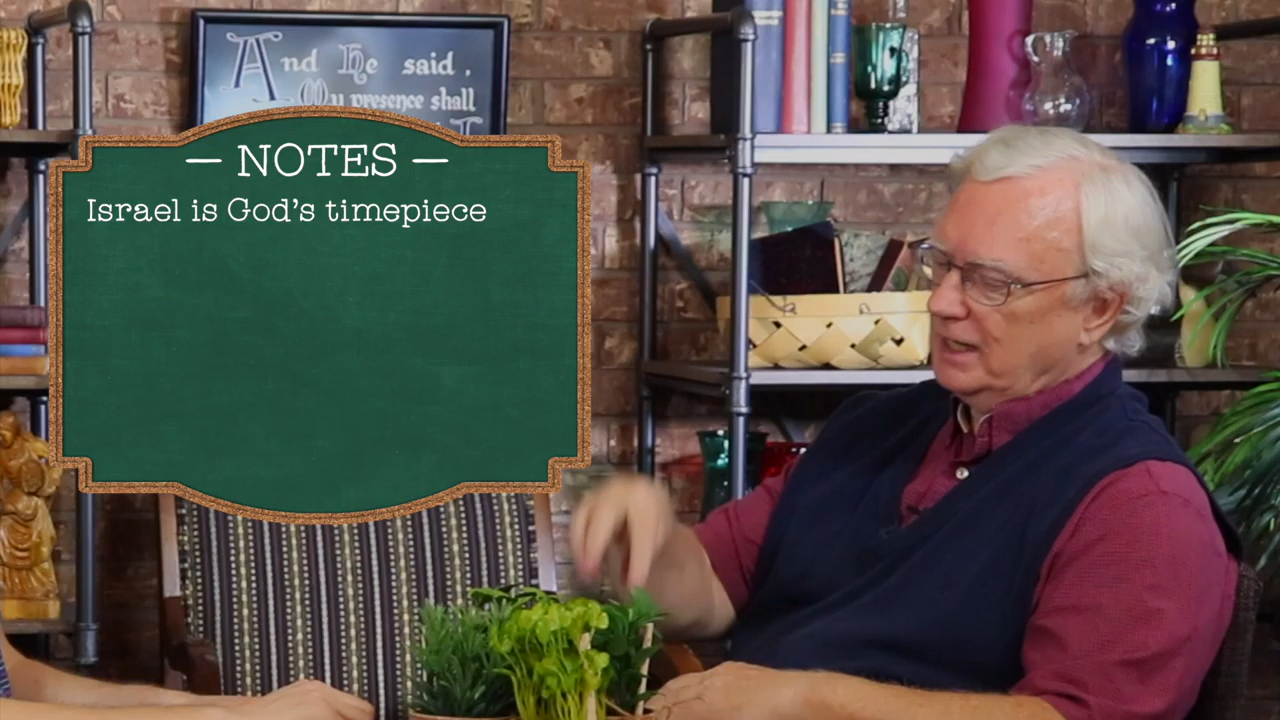 And He said,
My presence shall
— NOTES —
Israel is God's timepiece